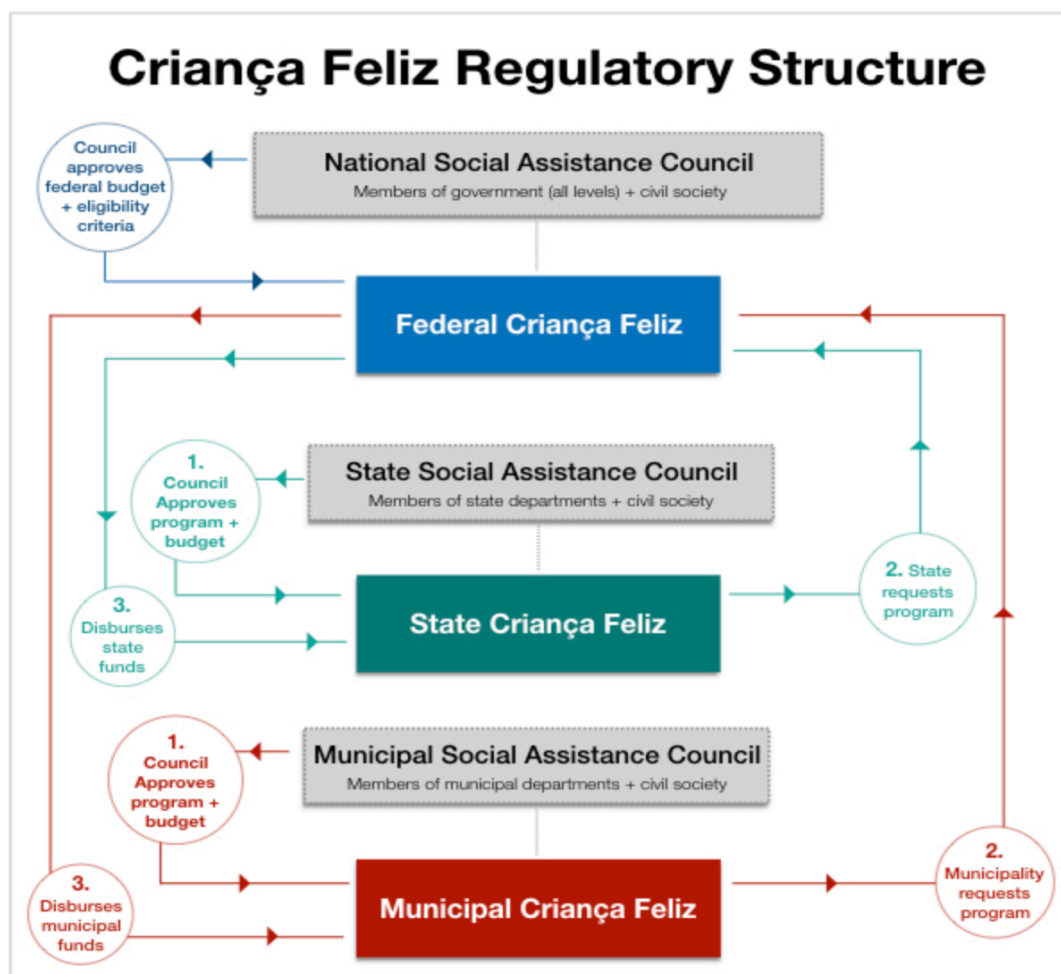 Criança Feliz Regulatory Structure
Council
approves
federal budget
+ eligibility
criteria
National Social Assistance Council
Members of government (all levels) + civil society
Federal Criança Feliz
1.
Council
Approves
program +
budget
State Social Assistance Council
Members of state departments + civil society
2. State
requests
program
3.
Disburses
state
funds
State Criança Feliz
1.
Council
Approves
program +
budget
Municipal Social Assistance Council
Members of municipal departments + civil society
2.
Municipality
requests
program
3.
Disburses
municipal
funds
Municipal Criança Feliz